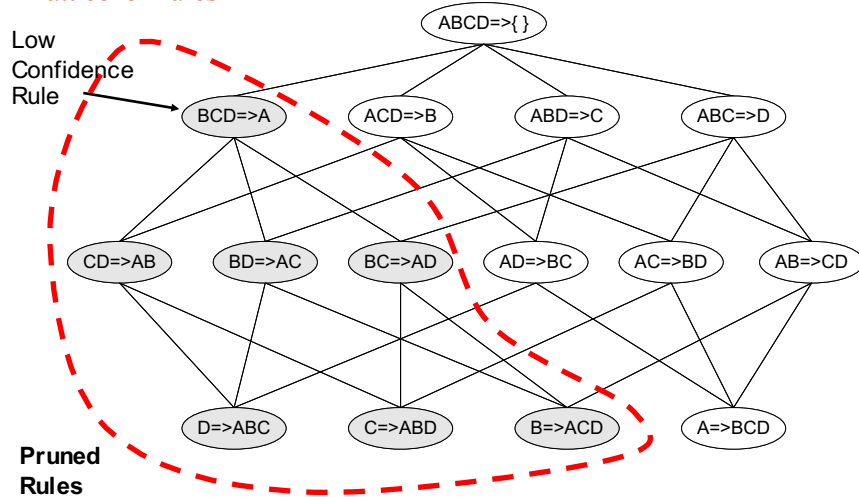 ABCD=>{ }
Low
Confidence
Rule
BCD=>A
ACD=>B
ABD=>C
ABC=>D
CD=>AB
BD=>AC
BC=>AD
AD=>BC
AC=>BD
AB=>CD
D=>ABC
C=>ABD
B=>ACD
A=>BCD
Pruned
Rules